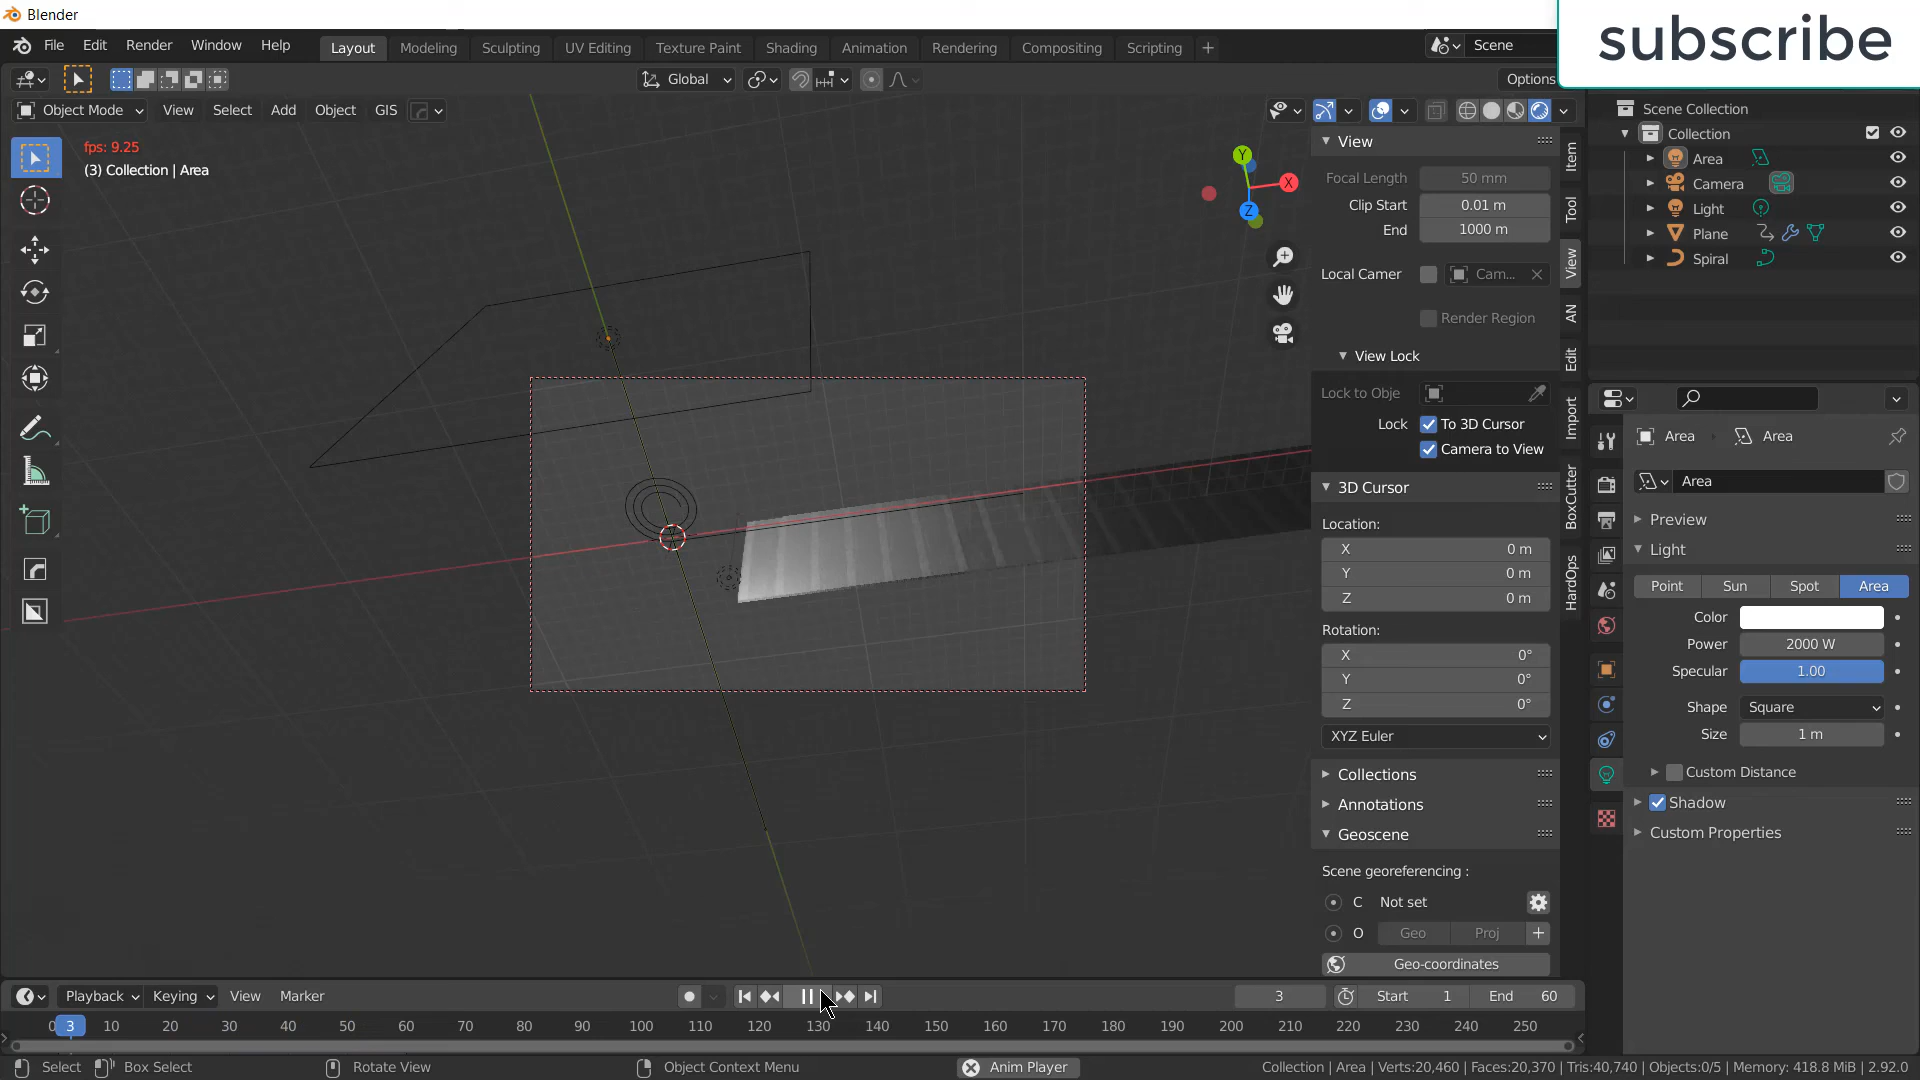 Blender
subscribe
File Edit Render Window Help
Layout Modeling Sculpting UV Editing Texture Paint Shading Animation Rendering Compositing Scripting +
Scene
Global
Options
Object Mode View Select Add Object GIS
fps: 9.25
(3) Collection | Area
Y
X
Z
View
Focal Length 50 mm
Clip Start 0.01 m
End 1000 m
Local Camer Cam...
Render Region
View Lock
Lock to Obje
Lock To 3D Cursor
Camera to View
3D Cursor
Location:
X 0 m
Y 0 m
Z 0 m
Rotation:
X 0°
Y 0°
Z 0°
XYZ Euler
Collections
Annotations
Geoscene
Scene georeferencing :
C Not set
O Geo Proj +
Geo-coordinates
Item
Tool
View
AN
Edit
Import
BoxCutter
HardOps
Scene Collection
Collection
Area
Camera
Light
Plane
Spiral
Area Area
Area
Preview
Light
Point Sun Spot Area
Color
Power 2000 W
Specular 1.00
Shape Square
Size 1 m
Custom Distance
Shadow
Custom Properties
Playback Keying View Marker
3 Start 1 End 60
0 3 10 20 30 40 50 60 70 80 90 100 110 120 130 140 150 160 170 180 190 200 210 220 230 240 250
Select Box Select Rotate View Object Context Menu Anim Player Collection | Area | Verts:20,460 | Faces:20,370 | Tris:40,740 | Objects:0/5 | Memory: 418.8 MiB | 2.92.0